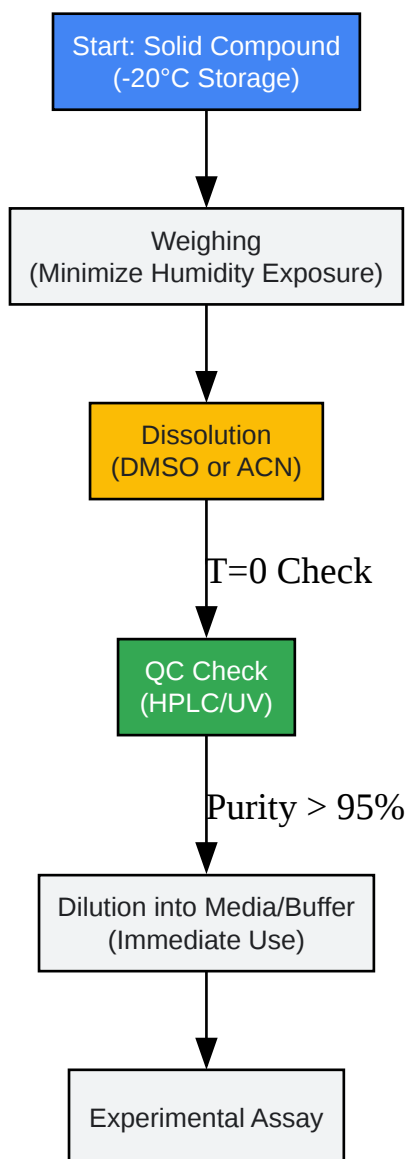 Start: Solid Compound
(-20°C Storage)
Weighing
(Minimize Humidity Exposure)
Dissolution
(DMSO or ACN)
T=0 Check
QC Check
(HPLC/UV)
Purity > 95%
Dilution into Media/Buffer
(Immediate Use)
Experimental Assay